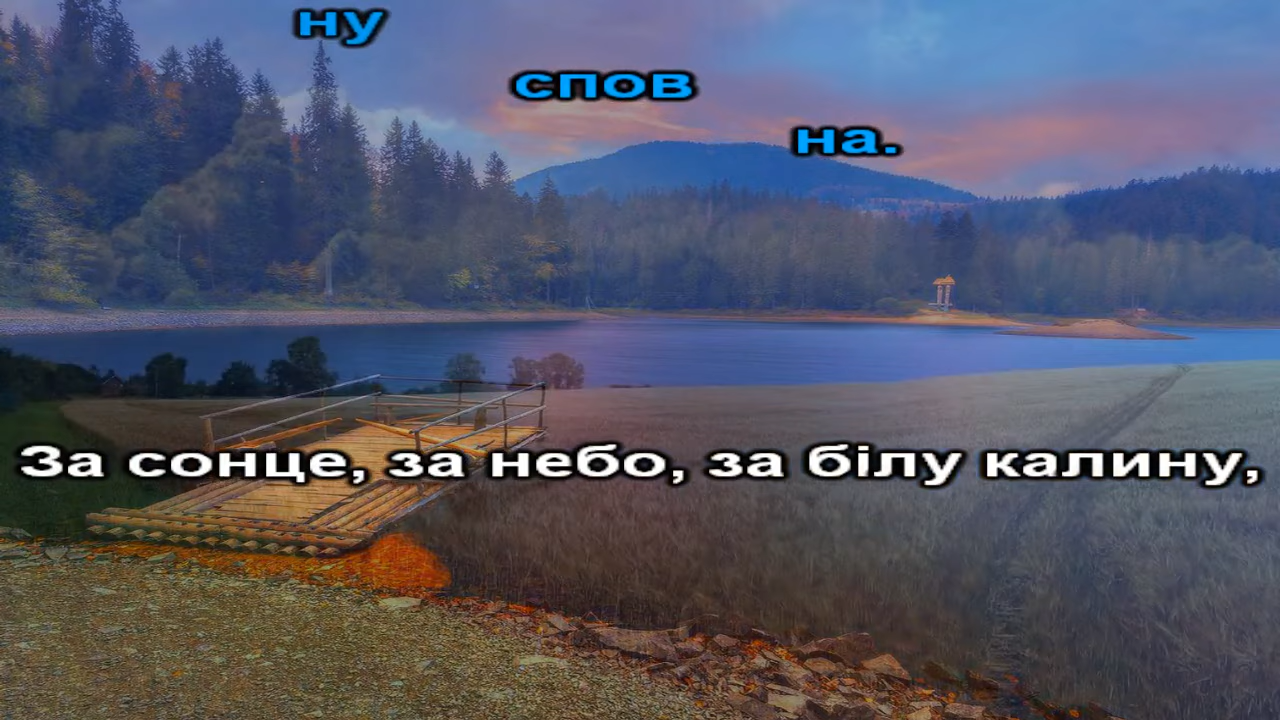 ну
спов
на.
За сонце, за небо, за білу калину,